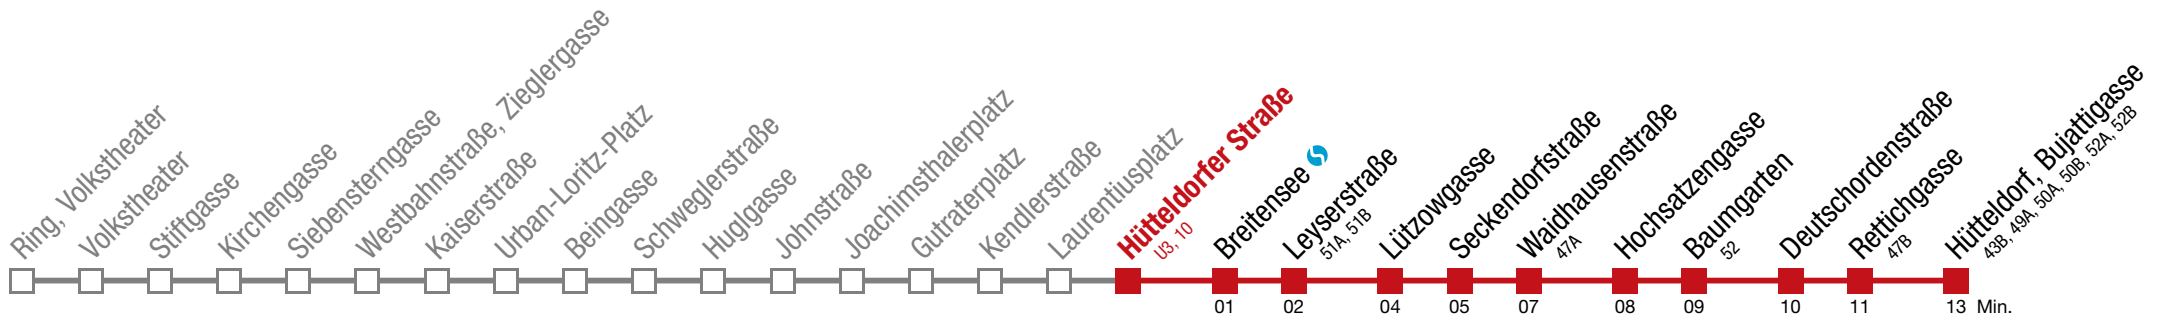 Ring, Volkstheater
Volkstheater
Stiftgasse
Kirchengasse
Siebensterngasse
Westbahnstraße, Zieglergasse
Kaiserstraße
Urban-Loritz-Platz
Beingasse
Schweglerstraße
Huglgasse
Johnstraße
Joachimsthalerplatz
Gutraterplatz
Kendlerstraße
Laurentiusplatz
Hütteldorfer Straße
U3, 10
Breitensee
Leyserstraße
51A, 51B
Lützowgasse
Seckendorfstraße
Waidhausenstraße
47A
Hochsatzengasse
Baumgarten
52
Deutschordenstraße
Rettichgasse
47B
Hütteldorf, Bujattigasse
43B, 49A, 50A, 50B, 52A, 52B
01 02 04 05 07 08 09 10 11 13 Min.